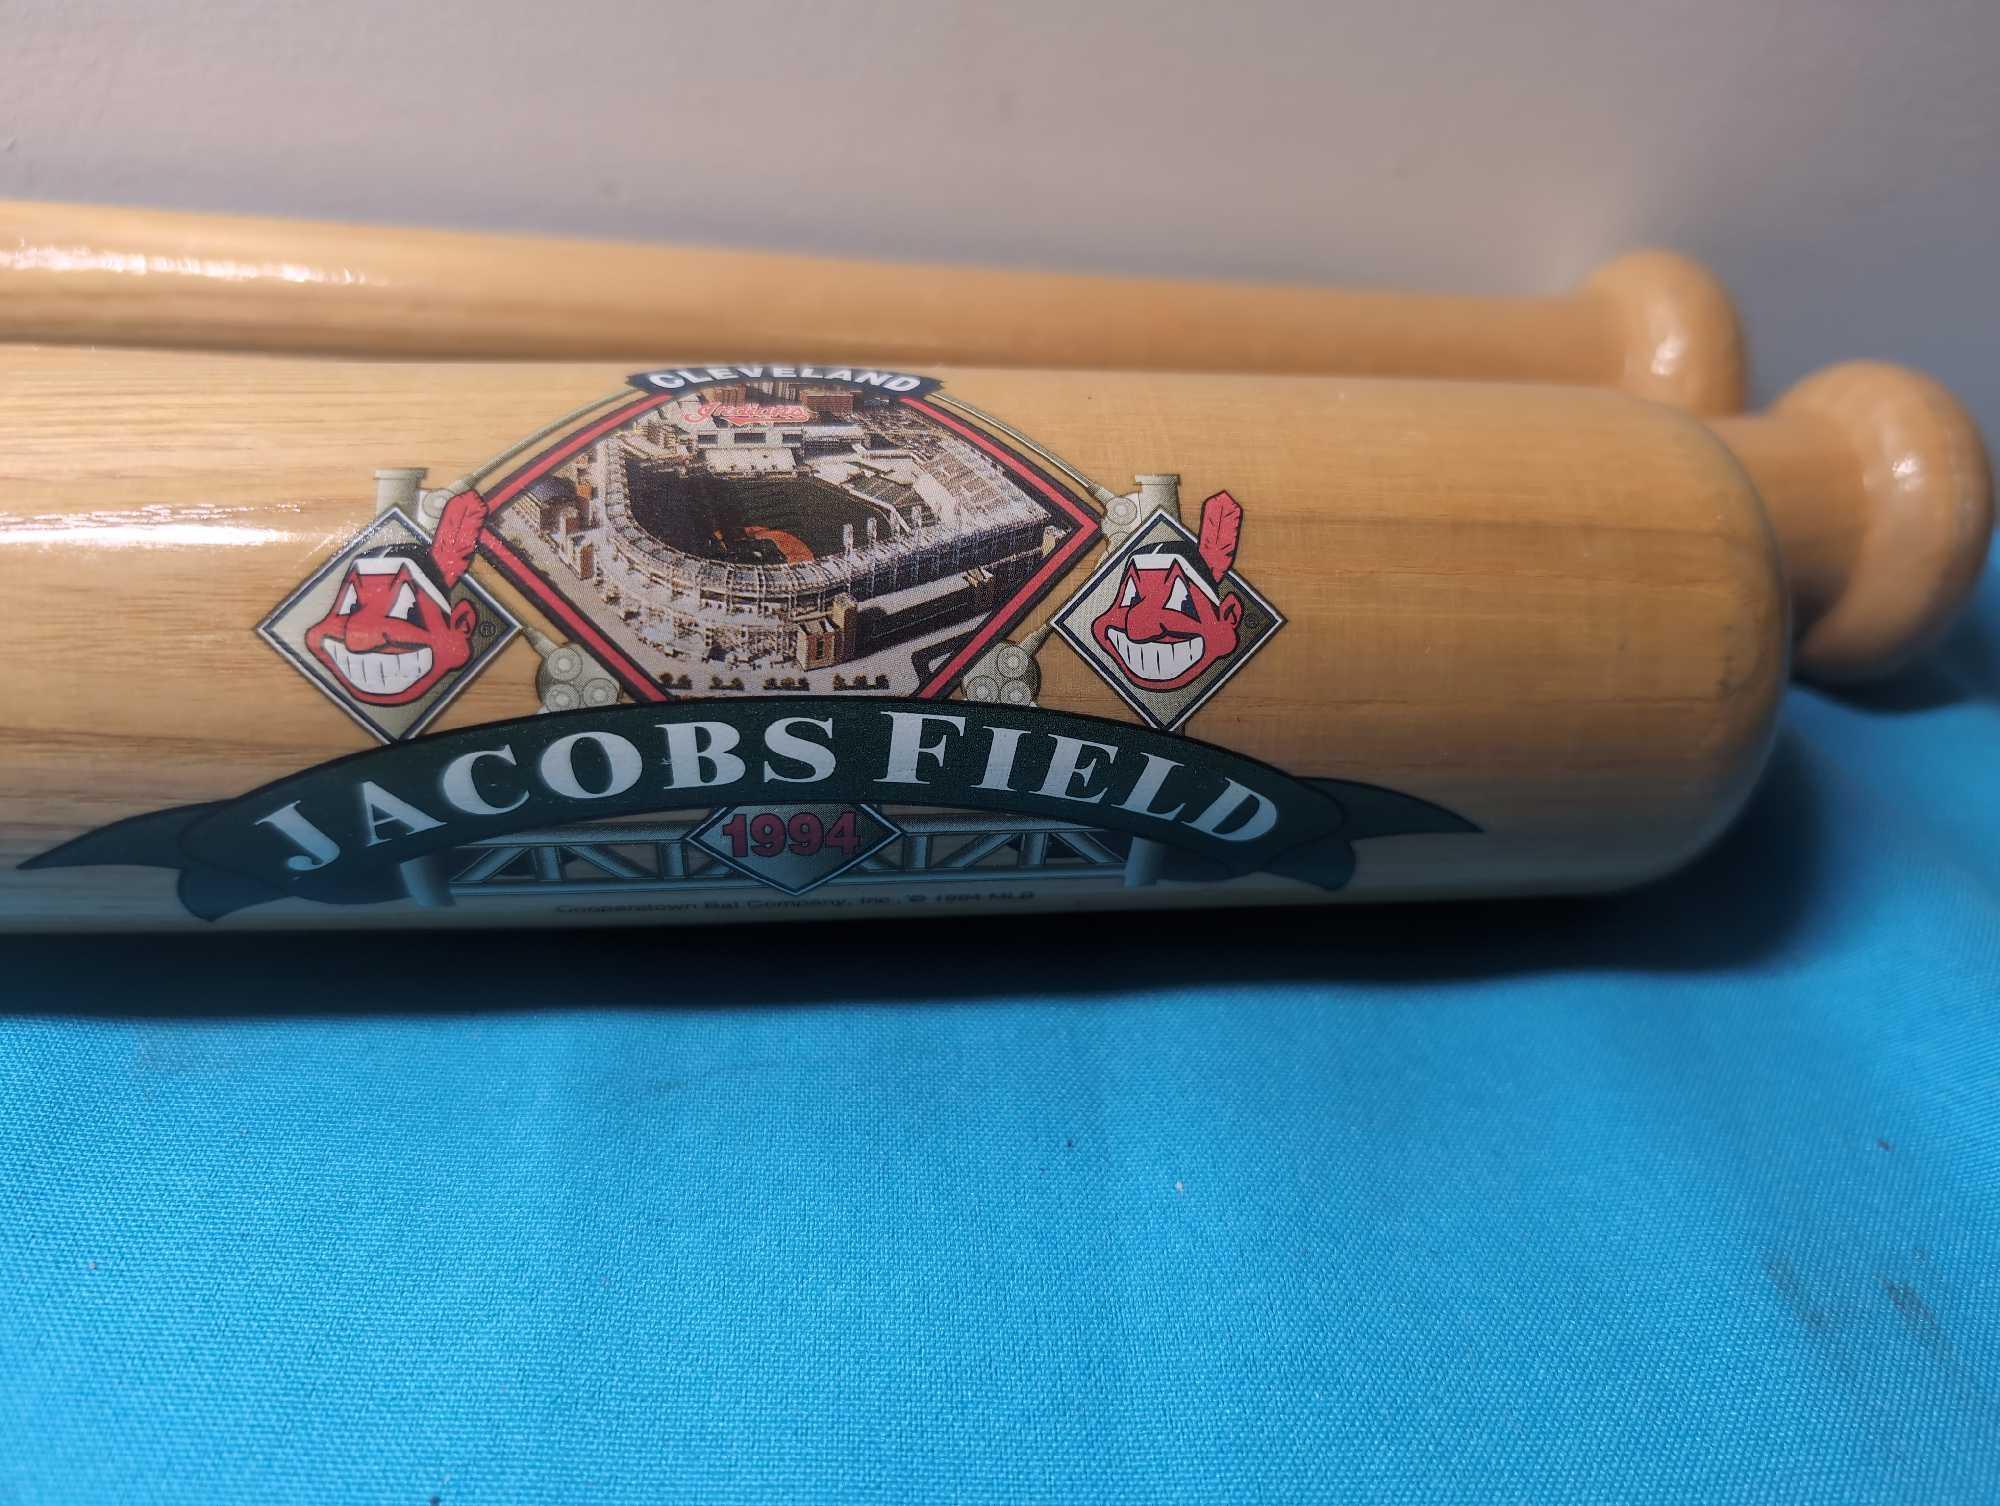 CLEVELAND
Indians
JACOBS FIELD
1994
Cooperstown Bat Company, Inc., © 1994 MLB